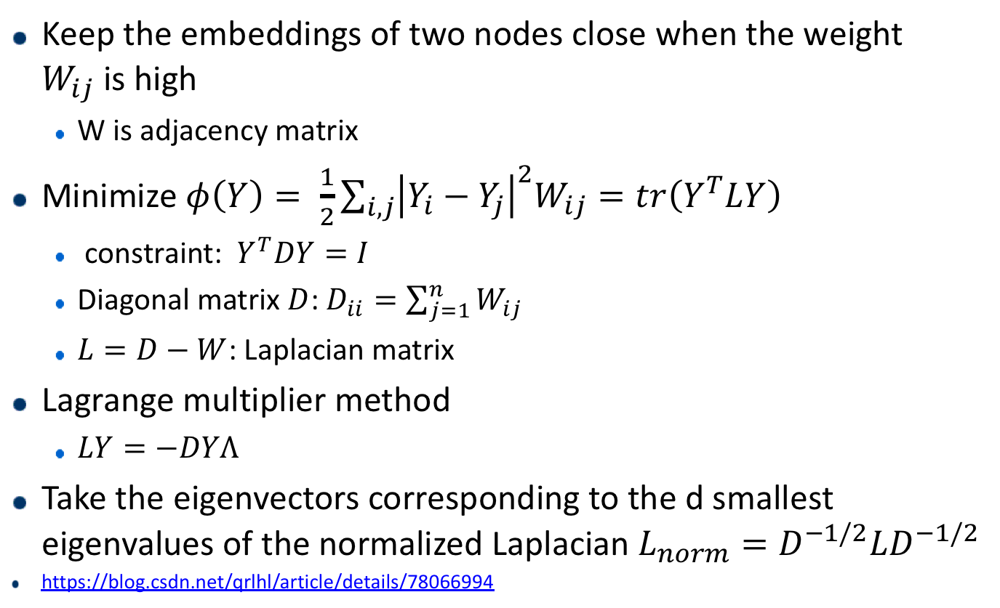 • Keep the embeddings of two nodes close when the weight
$W_{ij}$ is high
• W is adjacency matrix
• Minimize $\phi(Y) = \frac{1}{2}\sum_{i,j}|Y_i - Y_j|^2 W_{ij} = tr(Y^T LY)$
• constraint: $Y^T DY = I$
• Diagonal matrix $D$: $D_{ii} = \sum_{j=1}^{n} W_{ij}$
• $L = D - W$: Laplacian matrix
• Lagrange multiplier method
• $LY = -DY\Lambda$
• Take the eigenvectors corresponding to the d smallest
eigenvalues of the normalized Laplacian $L_{norm} = D^{-1/2}LD^{-1/2}$
• https://blog.csdn.net/qrlhl/article/details/78066994